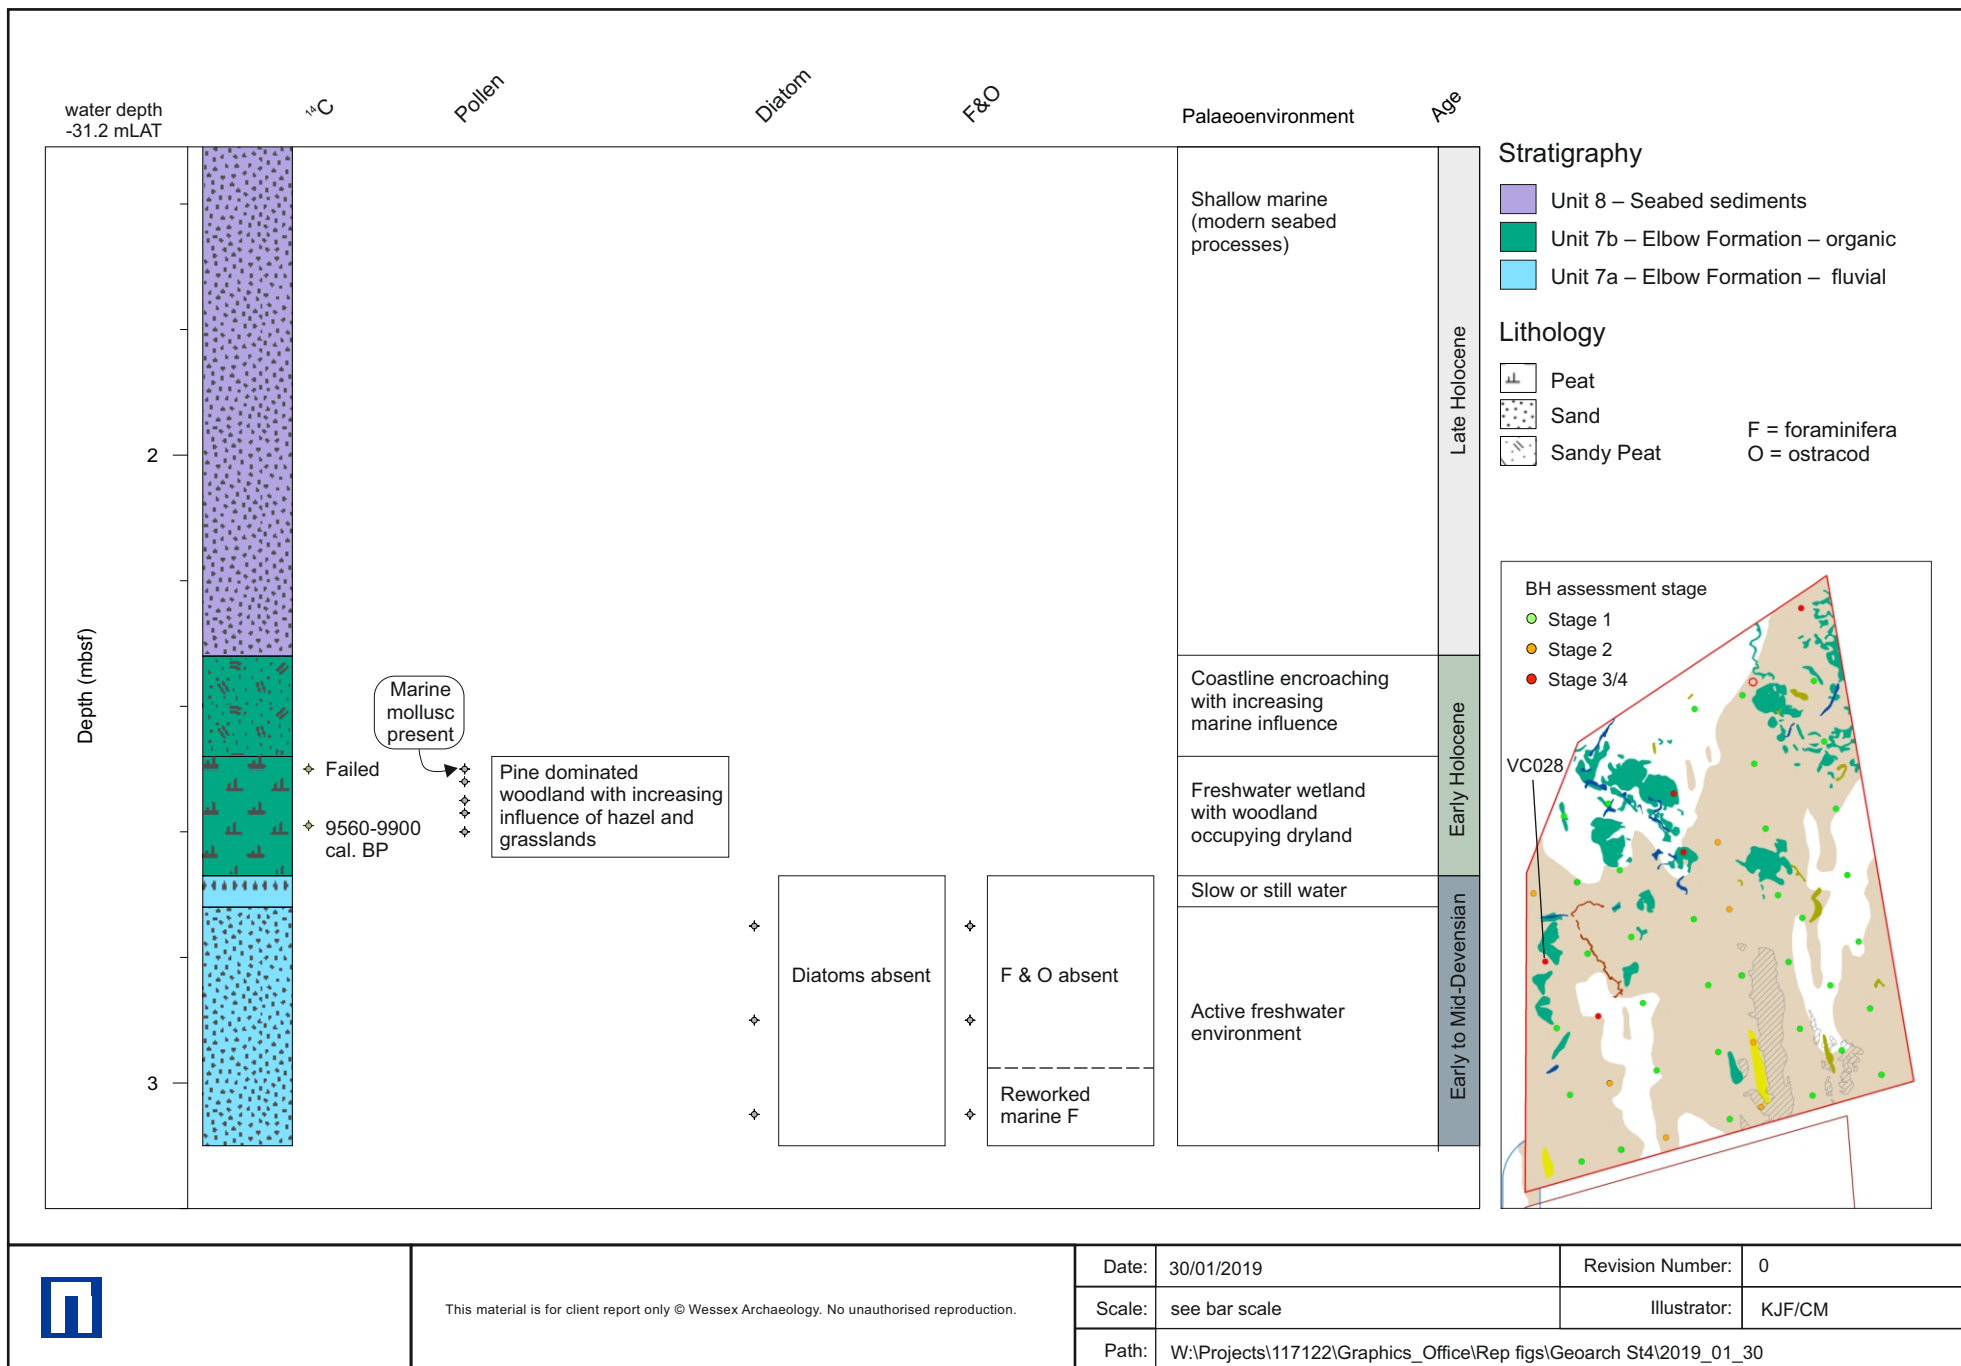 water depth
-31.2 mLAT
14C
Pollen
Diatom
F&O
Palaeoenvironment
Age
Depth (mbsf)
2
3
Failed
9560-9900
cal. BP
Marine
mollusc
present
Pine dominated
woodland with increasing
influence of hazel and
grasslands
Diatoms absent
F & O absent
Reworked
marine F
Shallow marine
(modern seabed
processes)
Coastline encroaching
with increasing
marine influence
Freshwater wetland
with woodland
occupying dryland
Slow or still water
Active freshwater
environment
Late Holocene
Early Holocene
Early to Mid-Devensian
Stratigraphy
Unit 8 – Seabed sediments
Unit 7b – Elbow Formation – organic
Unit 7a – Elbow Formation – fluvial
Lithology
Peat
Sand
Sandy Peat
F = foraminifera
O = ostracod
BH assessment stage
Stage 1
Stage 2
Stage 3/4
VC028
This material is for client report only © Wessex Archaeology. No unauthorised reproduction.
Date: 30/01/2019 Revision Number: 0
Scale: see bar scale Illustrator: KJF/CM
Path: W:\Projects\117122\Graphics_Office\Rep figs\Geoarch St4\2019_01_30